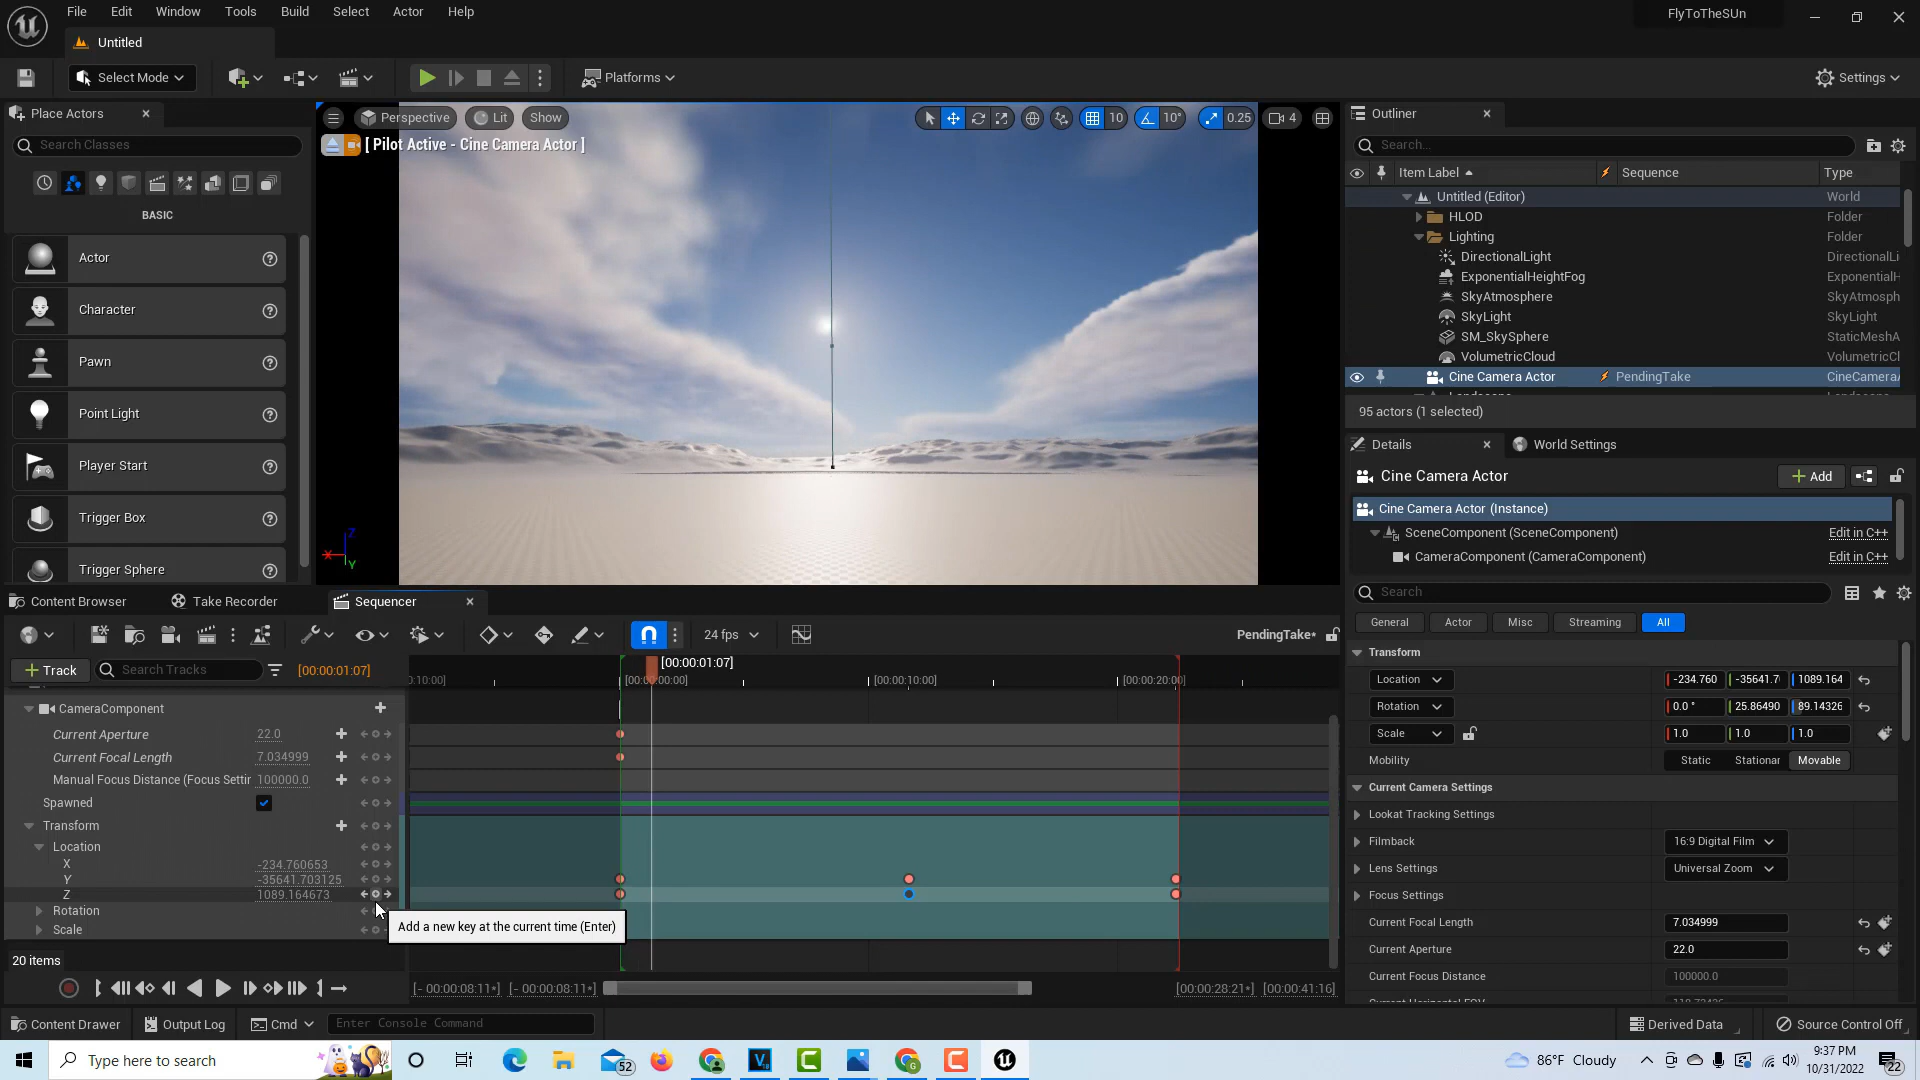 File Edit Window Tools Build Select Actor Help
FlyToTheSUn
Untitled
Select Mode
Platforms
Settings
Place Actors
Search Classes
BASIC
Actor
Character
Pawn
Point Light
Player Start
Trigger Box
Trigger Sphere
Perspective Lit Show
10 10° 0.25 4
[ Pilot Active - Cine Camera Actor ]
X Z Y
Outliner
Search...
Item Label Sequence Type
Untitled (Editor) World
HLOD Folder
Lighting Folder
DirectionalLight DirectionalLi
ExponentialHeightFog ExponentialH
SkyAtmosphere SkyAtmosph
SkyLight SkyLight
SM_SkySphere StaticMeshA
VolumetricCloud VolumetricCl
Cine Camera Actor PendingTake CineCamera
95 actors (1 selected)
Details World Settings
Cine Camera Actor
Add
Cine Camera Actor (Instance)
SceneComponent (SceneComponent) Edit in C++
CameraComponent (CameraComponent) Edit in C++
Search
General Actor Misc Streaming All
Transform
Location -234.760 -35641.7 1089.164
Rotation 0.0 ° 25.86490 89.14326
Scale 1.0 1.0 1.0
Mobility Static Stationar Movable
Current Camera Settings
Lookat Tracking Settings
Filmback 16:9 Digital Film
Lens Settings Universal Zoom
Focus Settings
Current Focal Length 7.034999
Current Aperture 22.0
Current Focus Distance 100000.0
Content Browser Take Recorder Sequencer
24 fps
PendingTake*
Track
Search Tracks
[00:00:01:07]
[00:00:01:07]
0:10:00] [00:00:00:00] [00:00:10:00] [00:00:20:00]
CameraComponent
Current Aperture 22.0
Current Focal Length 7.034999
Manual Focus Distance (Focus Settir 100000.0
Spawned
Transform
Location
X -234.760653
Y -35641.703125
Z 1089.164673
Rotation
Scale
Add a new key at the current time (Enter)
20 items
[- 00:00:08:11*] [- 00:00:08:11*] [00:00:28:21*] [00:00:41:16]
Content Drawer Output Log Cmd Enter Console Command
Derived Data Source Control Off
Type here to search
52
86°F Cloudy
9:37 PM
10/31/2022
22